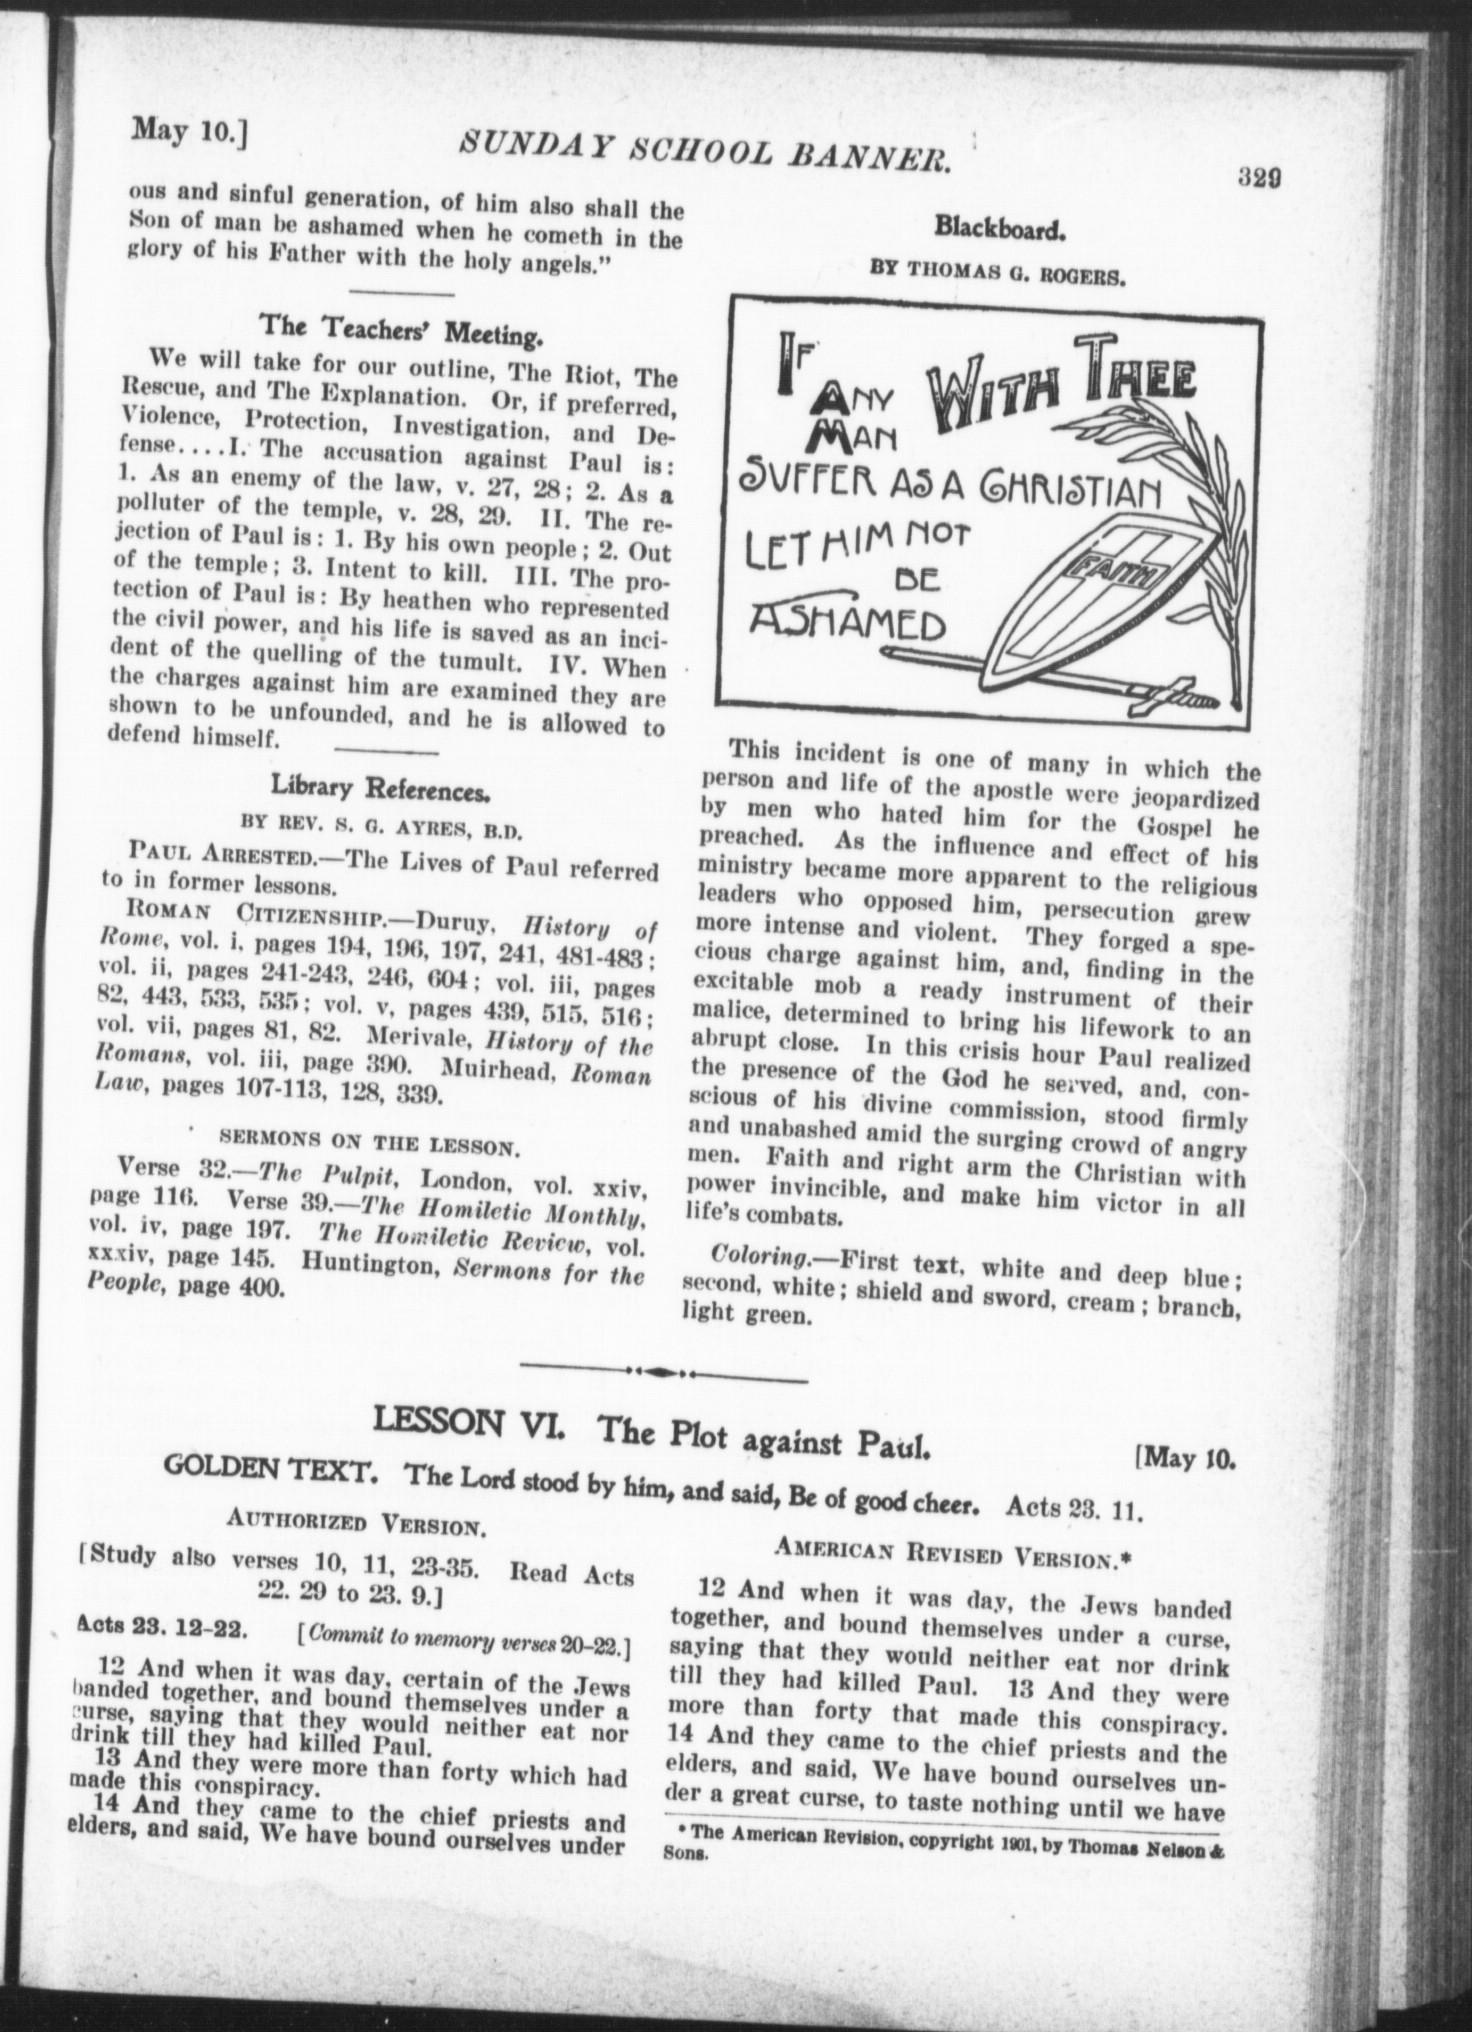 May 10.]
SUNDAY SCHOOL BANNER.
329
ous and sinful generation, of him also shall the
Son of man be ashamed when he cometh in the
glory of his Father with the holy angels."
The Teachers' Meeting.
We will take for our outline, The Riot, The
Rescue, and The Explanation. Or, if preferred,
Violence, Protection, Investigation, and De-
fense....I. The accusation against Paul is:
1. As an enemy of the law, v. 27, 28; 2. As a
polluter of the temple, v. 28, 29. II. The re-
jection of Paul is: 1. By his own people; 2. Out
of the temple; 3. Intent to kill. III. The pro-
tection of Paul is: By heathen who represented
the civil power, and his life is saved as an inci-
dent of the quelling of the tumult. IV. When
the charges against him are examined they are
shown to be unfounded, and he is allowed to
defend himself.
Library References.
BY REV. S. G. AYRES, B.D.
PAUL ARRESTED.—The Lives of Paul referred
to in former lessons.
ROMAN CITIZENSHIP.—Duruy, History of
Rome, vol. i, pages 194, 196, 197, 241, 481-483;
vol. ii, pages 241-243, 246, 604; vol. iii, pages
82, 443, 533, 535; vol. v, pages 439, 515, 516;
vol. vii, pages 81, 82. Merivale, History of the
Romans, vol. iii, page 390. Muirhead, Roman
Law, pages 107-113, 128, 339.
SERMONS ON THE LESSON.
Verse 32.—The Pulpit, London, vol. xxiv,
page 116. Verse 39.—The Homiletic Monthly,
vol. iv, page 197. The Homiletic Review, vol.
xxxiv, page 145. Huntington, Sermons for the
People, page 400.
Blackboard.
BY THOMAS G. ROGERS.
IF
ANY
MAN
WITH THEE
SUFFER AS A CHRISTIAN
LET HIM NOT
BE
ASHAMED
FAITH
This incident is one of many in which the
person and life of the apostle were jeopardized
by men who hated him for the Gospel he
preached. As the influence and effect of his
ministry became more apparent to the religious
leaders who opposed him, persecution grew
more intense and violent. They forged a spe-
cious charge against him, and, finding in the
excitable mob a ready instrument of their
malice, determined to bring his lifework to an
abrupt close. In this crisis hour Paul realized
the presence of the God he served, and, con-
scious of his divine commission, stood firmly
and unabashed amid the surging crowd of angry
men. Faith and right arm the Christian with
power invincible, and make him victor in all
life's combats.
Coloring.—First text, white and deep blue;
second, white; shield and sword, cream; branch,
light green.
LESSON VI. The Plot against Paul.
[May 10.
GOLDEN TEXT. The Lord stood by him, and said, Be of good cheer. Acts 23. 11.
AUTHORIZED VERSION.
[Study also verses 10, 11, 23-35. Read Acts
22. 29 to 23. 9.]
Acts 23. 12-22. [Commit to memory verses 20-22.]
12 And when it was day, certain of the Jews
banded together, and bound themselves under a
curse, saying that they would neither eat nor
drink till they had killed Paul.
13 And they were more than forty which had
made this conspiracy.
14 And they came to the chief priests and
elders, and said, We have bound ourselves under
AMERICAN REVISED VERSION.*
12 And when it was day, the Jews banded
together, and bound themselves under a curse,
saying that they would neither eat nor drink
till they had killed Paul. 13 And they were
more than forty that made this conspiracy.
14 And they came to the chief priests and the
elders, and said, We have bound ourselves un-
der a great curse, to taste nothing until we have
* The American Revision, copyright 1901, by Thomas Nelson &
Sons.